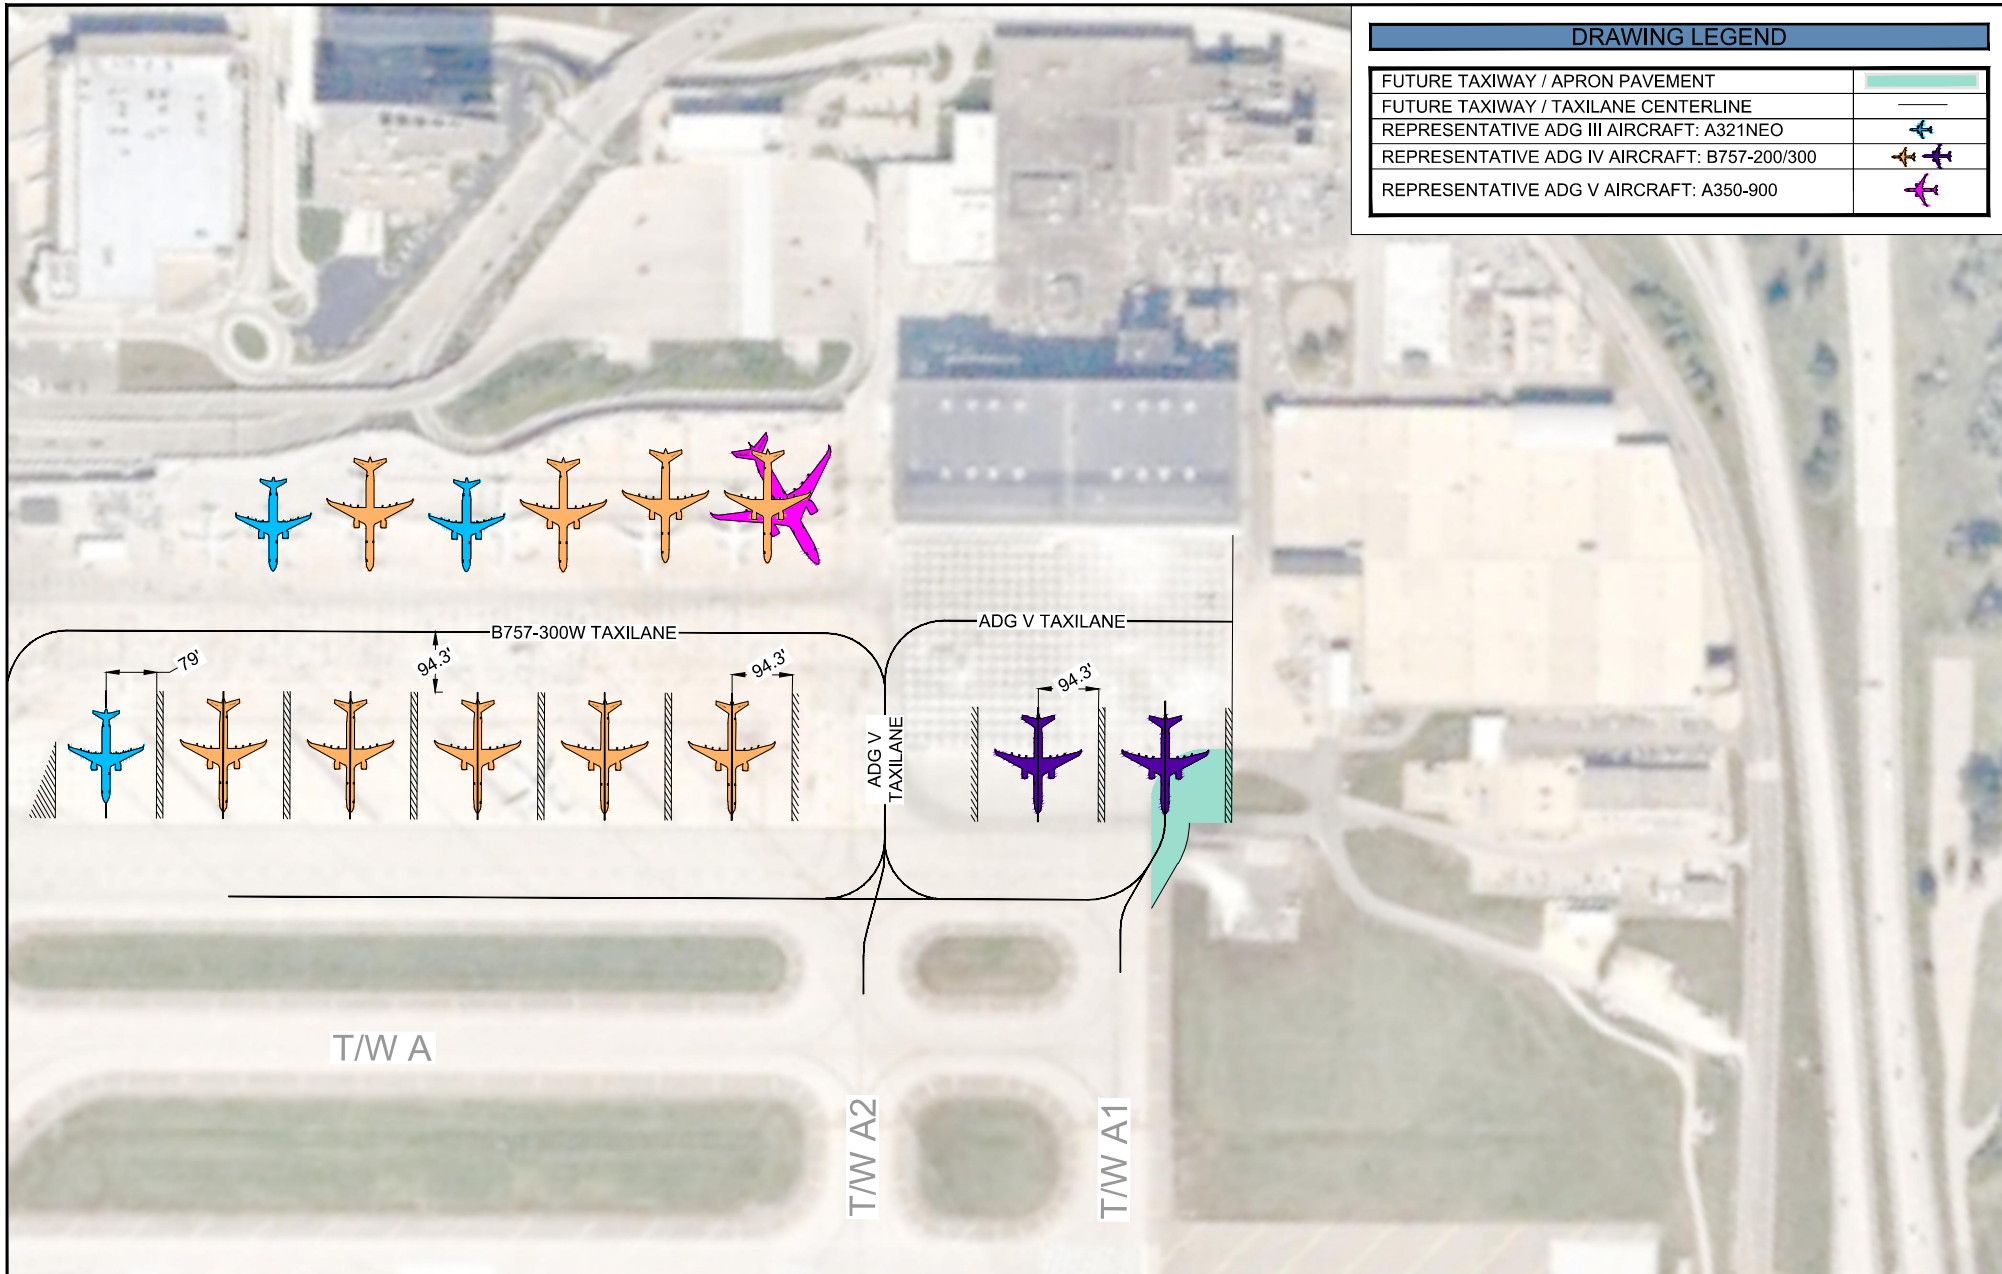 DRAWING LEGEND
FUTURE TAXIWAY / APRON PAVEMENT
FUTURE TAXIWAY / TAXILANE CENTERLINE
REPRESENTATIVE ADG III AIRCRAFT: A321NEO
REPRESENTATIVE ADG IV AIRCRAFT: B757-200/300
REPRESENTATIVE ADG V AIRCRAFT: A350-900
B757-300W TAXILANE
ADG V TAXILANE
79'
94.3'
94.3'
94.3'
ADG V
TAXILANE
T/W A
T/W A2
T/W A1